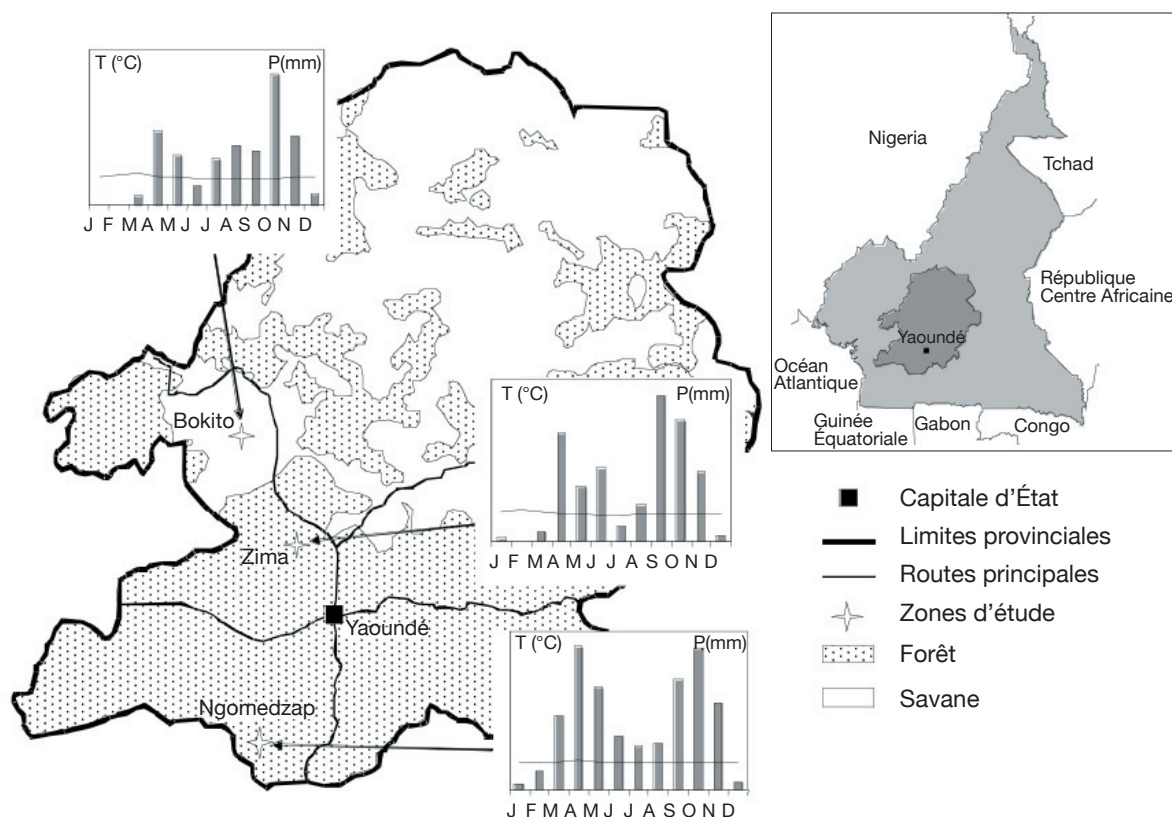 T (°C) P(mm)
J F M A M J J A S O N D
Nigeria
Tchad
République
Centre Africaine
Yaoundé
Océan
Atlantique
Guinée
Équatoriale
Gabon
Congo
Bokito
T (°C) P(mm)
J F M A M J J A S O N D
Zima
Yaoundé
T (°C) P(mm)
J F M A M J J A S O N D
Ngomedzap
Capitale d'État
Limites provinciales
Routes principales
Zones d'étude
Forêt
Savane